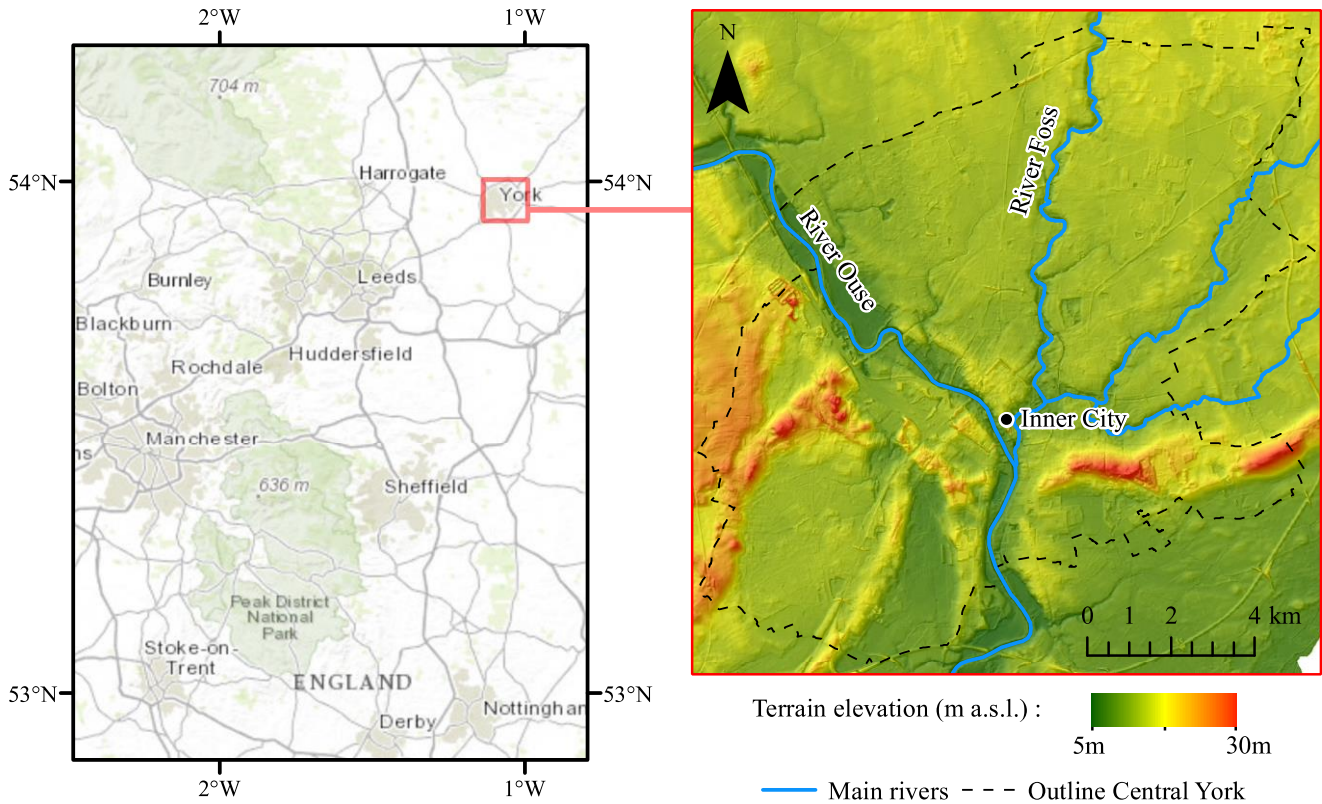 2°W
1°W
704 m
54°N
Harrogate
York
54°N
Burnley
Leeds
Blackburn
Huddersfield
Rochdale
Bolton
Manchester
ns
636 m
Sheffield
Peak District
National
Park
Stoke-on-
Trent
ENGLAND
53°N
53°N
Nottinghan
Derby
2°W
1°W
N
River Foss
River Ouse
Inner City
0 1 2 4 km
Terrain elevation (m a.s.l.) :
5m 30m
Main rivers
Outline Central York